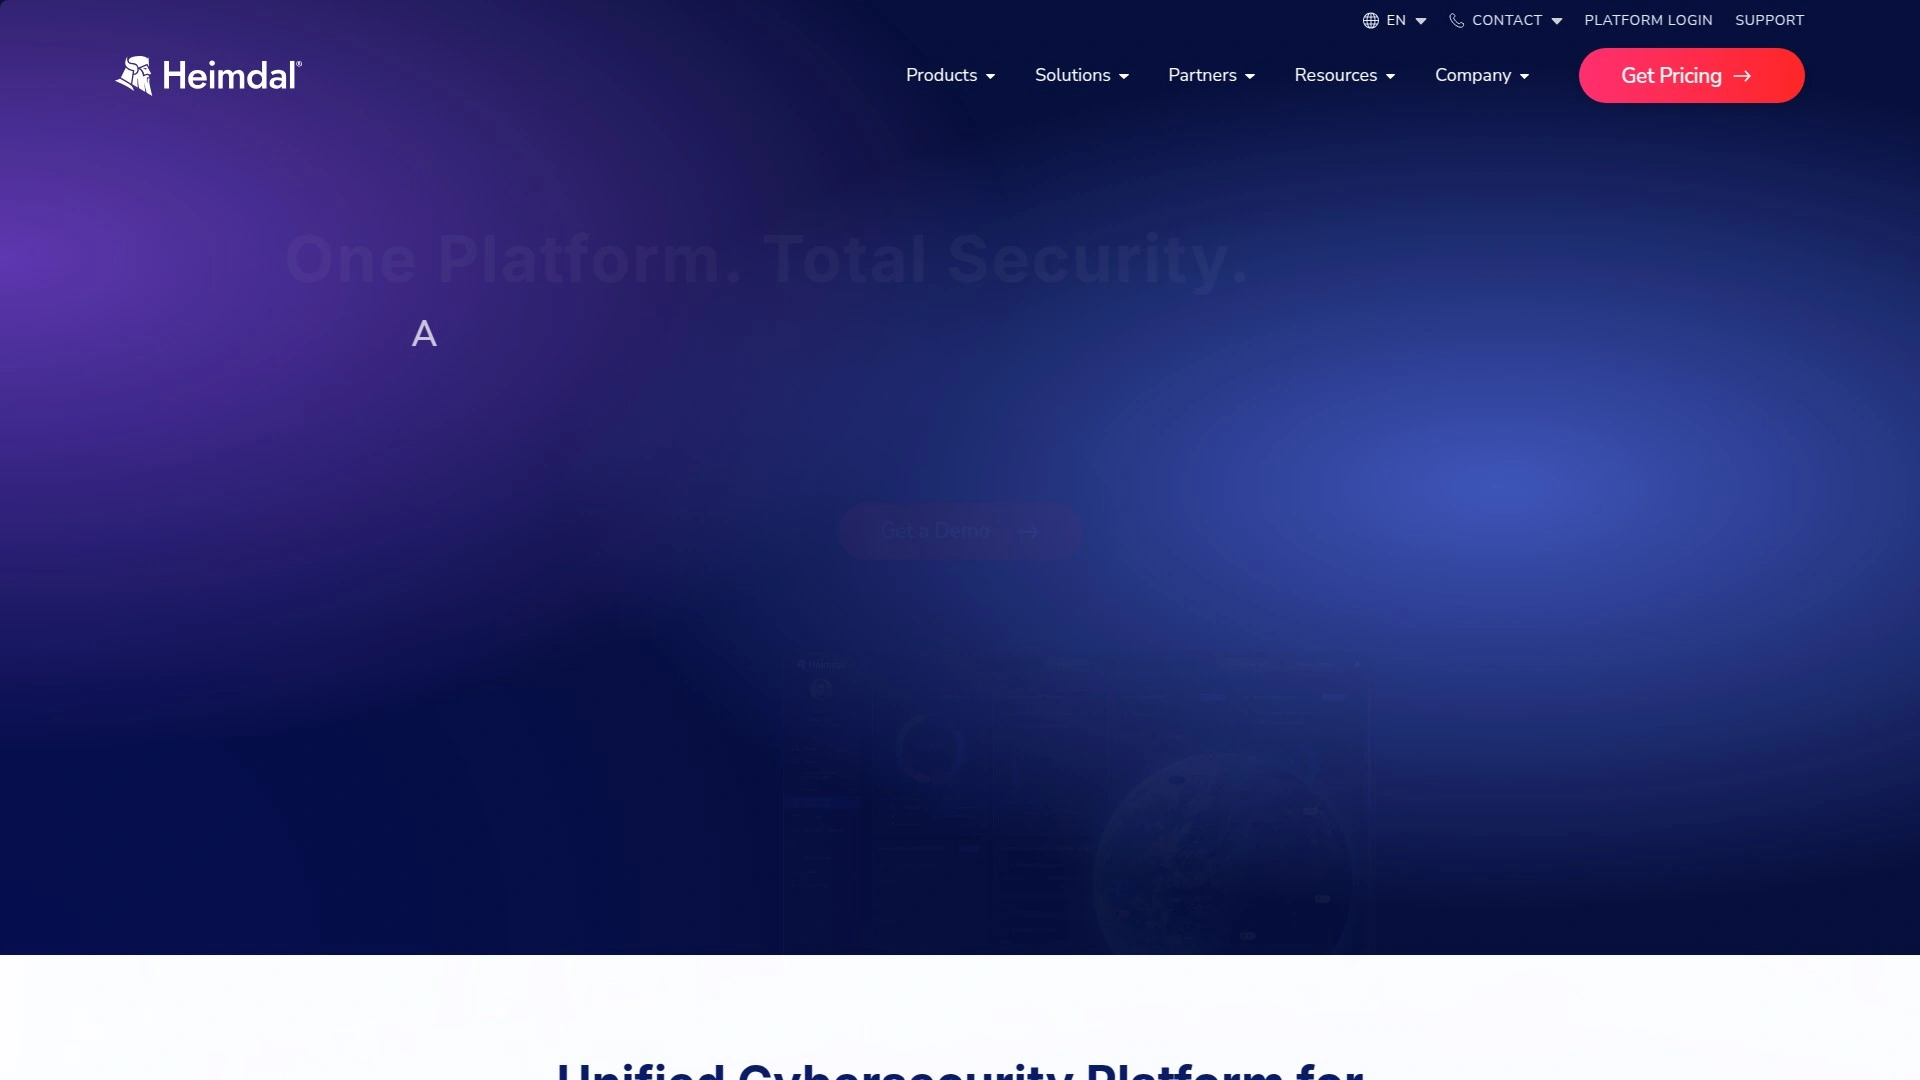 EN
CONTACT
PLATFORM LOGIN
SUPPORT
Heimdal®
Products
Solutions
Partners
Resources
Company
Get Pricing
One Platform. Total Security.
A
Get a Demo
Heimdal
Unified Cybersecurity Platform for